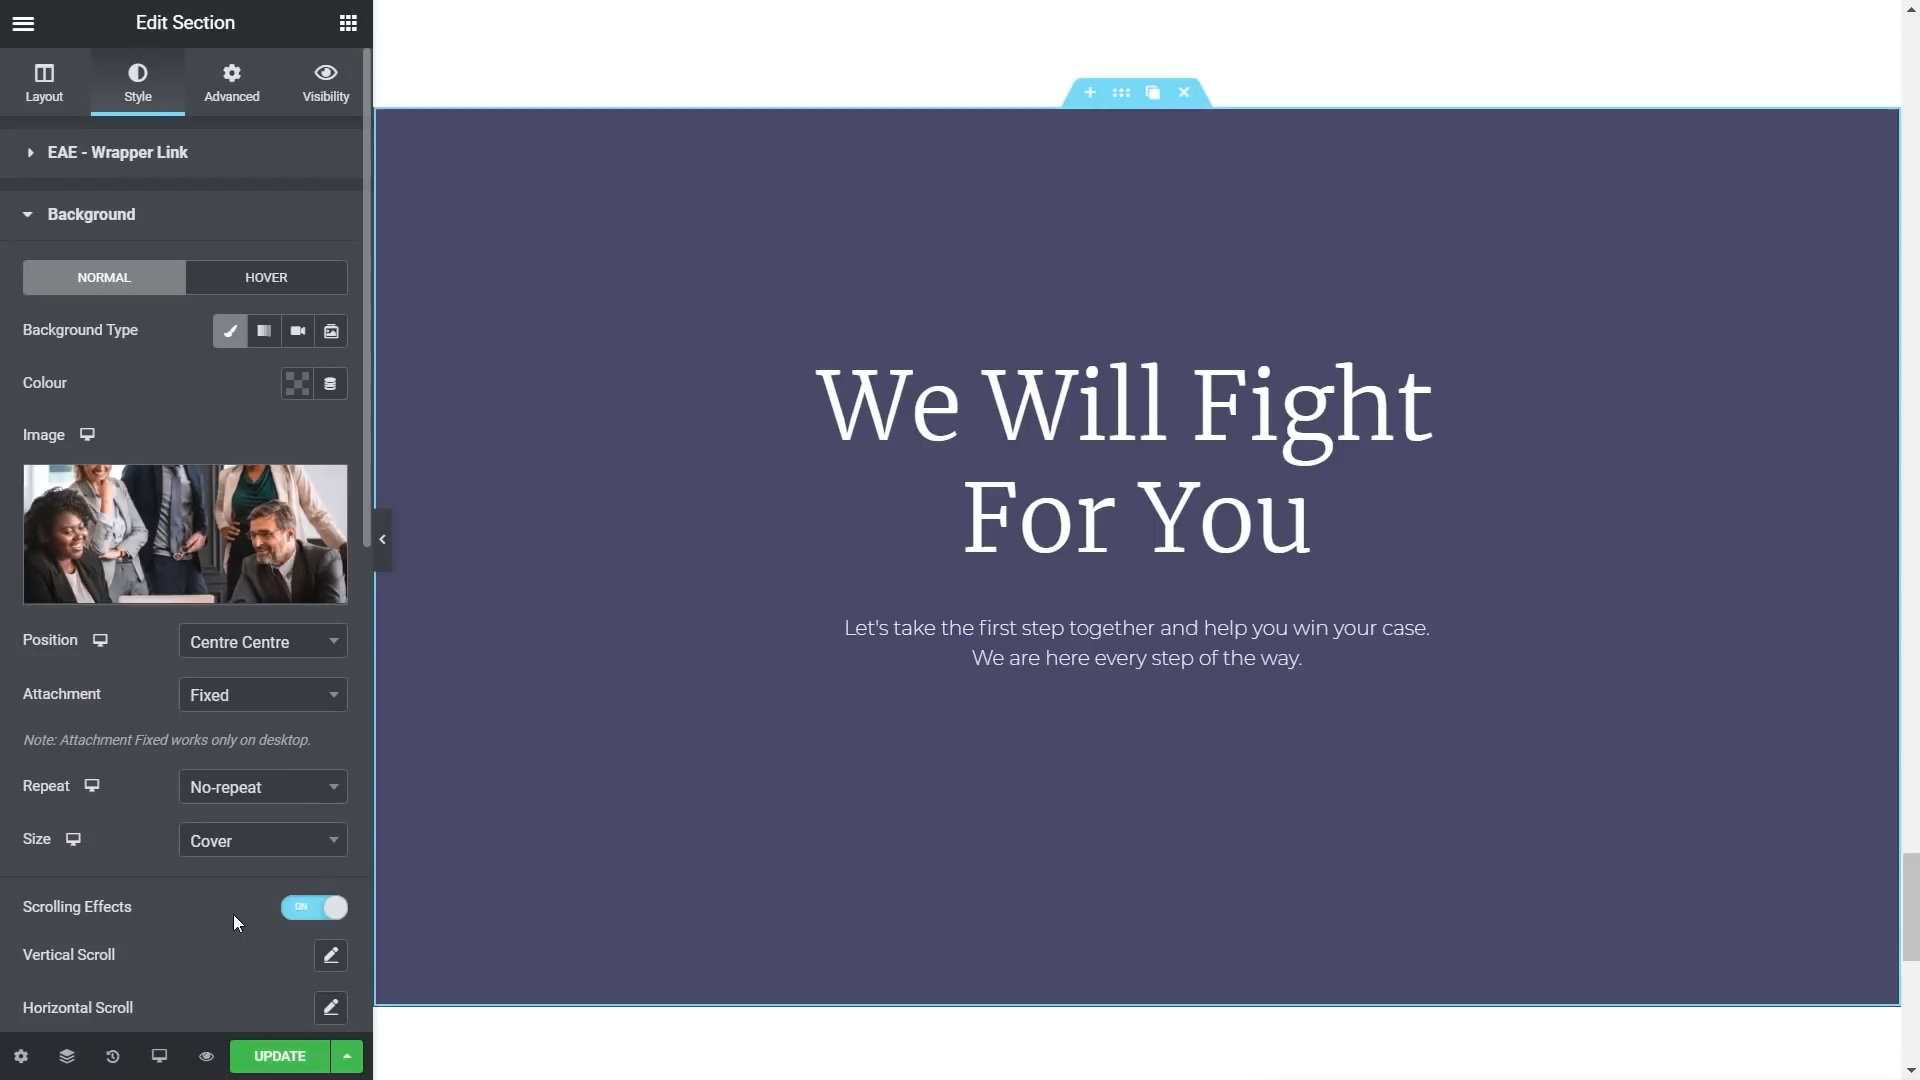 Edit Section
Layout
Style
Advanced
Visibility
EAE - Wrapper Link
Background
NORMAL
HOVER
Background Type
Colour
Image
Position
Centre Centre
Attachment
Fixed
Note: Attachment Fixed works only on desktop.
Repeat
No-repeat
Size
Cover
Scrolling Effects
ON
Vertical Scroll
Horizontal Scroll
UPDATE
We Will Fight
For You
Let's take the first step together and help you win your case.
We are here every step of the way.